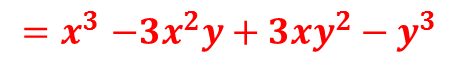 = x³ −3x²y + 3xy² − y³